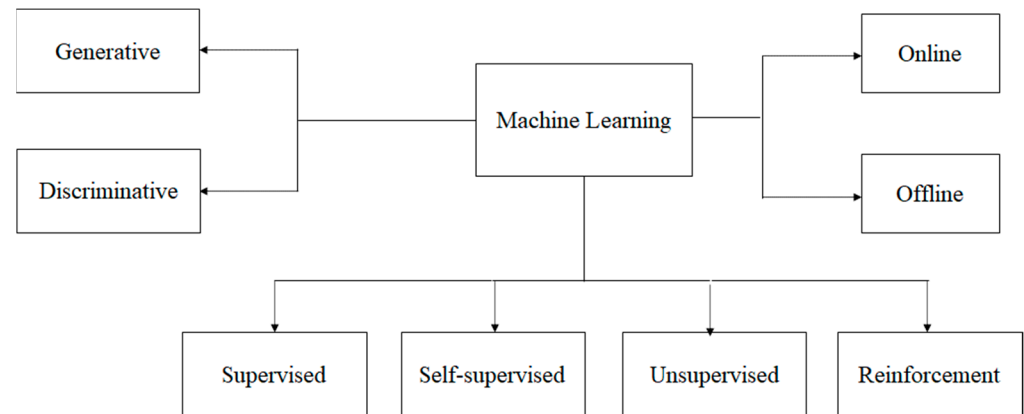 Generative
Online
Machine Learning
Discriminative
Offline
Supervised
Self-supervised
Unsupervised
Reinforcement